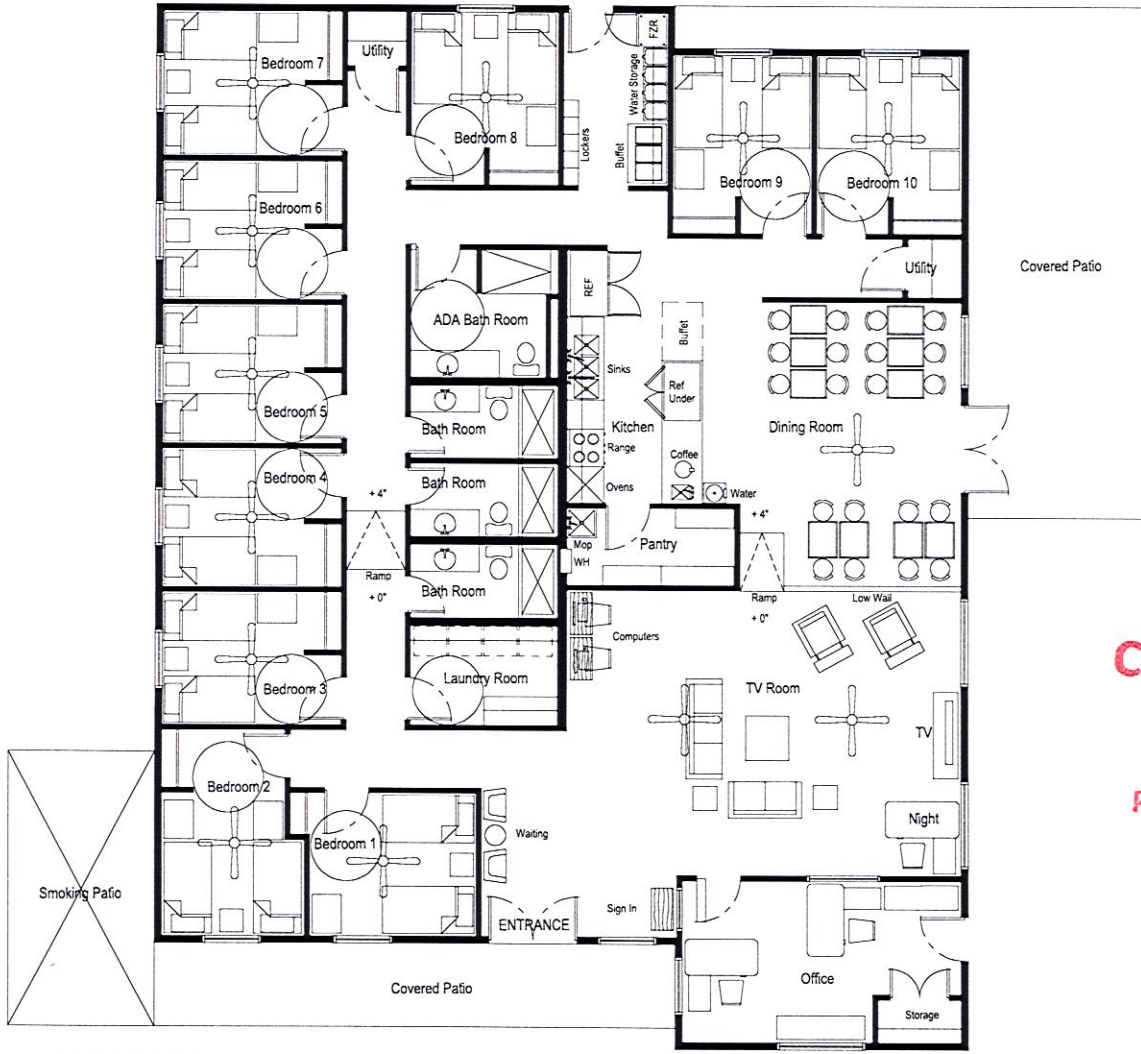 Bedroom 7
Utility
Bedroom 8
Lockers
FZR
Water Storage
Buffet
Bedroom 9
Bedroom 10
Bedroom 6
Utility
Covered Patio
REF
ADA Bath Room
Buffet
Sinks
Ref
Under
Bedroom 5
Bath Room
Kitchen
Range
Dining Room
Coffee
Bedroom 4
Bath Room
Ovens
Water
+ 4"
+ 4"
Mop
WH
Pantry
Ramp
+ 0"
Bath Room
Ramp
+ 0"
Low Wall
Computers
Laundry Room
Bedroom 3
TV Room
TV
Bedroom 2
Night
Waiting
Bedroom 1
Smoking Patio
Sign In
ENTRANCE
Office
Covered Patio
Storage